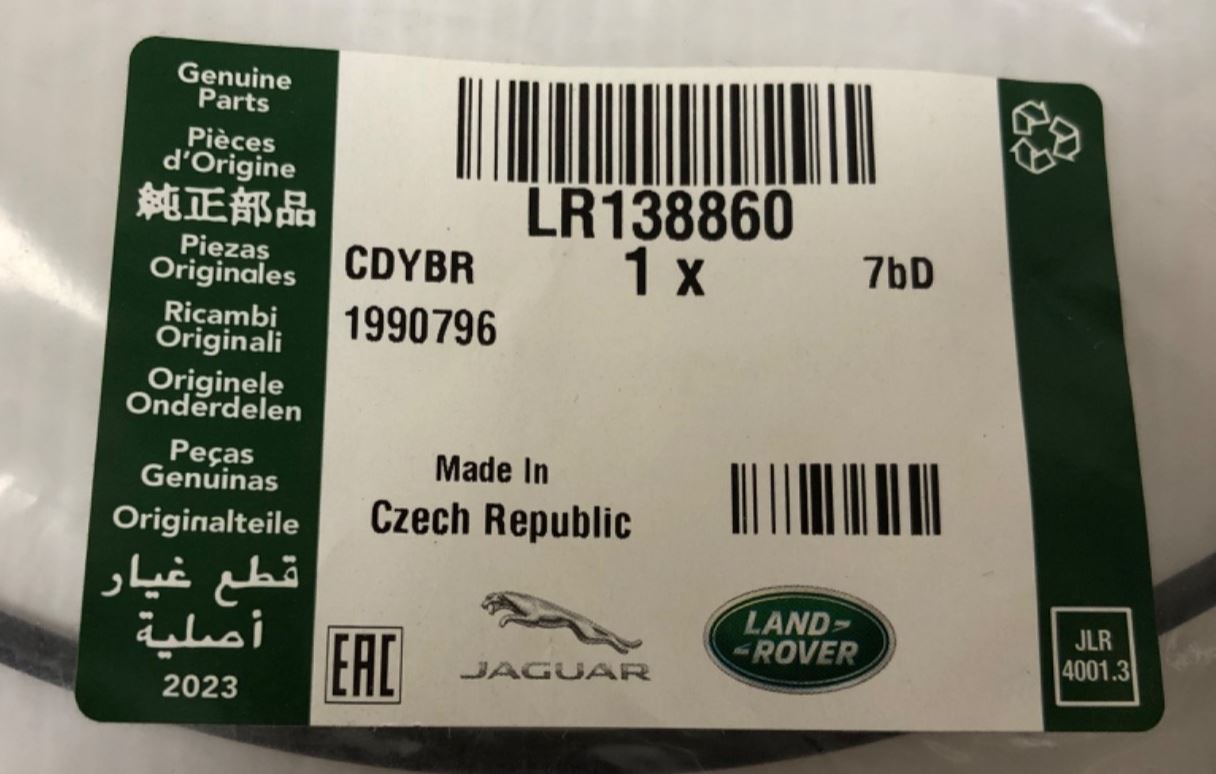 Genuine
Parts
Pièces
d'Origine
純正部品
Piezas
Originales
Ricambi
Originali
Originele
Onderdelen
Peças
Genuinas
Originalteile
قطع غيار
أصلية
2023
LR138860
CDYBR
1 x
7bD
1990796
Made In
Czech Republic
EAC
JAGUAR
LAND-
-ROVER
JLR
4001.3